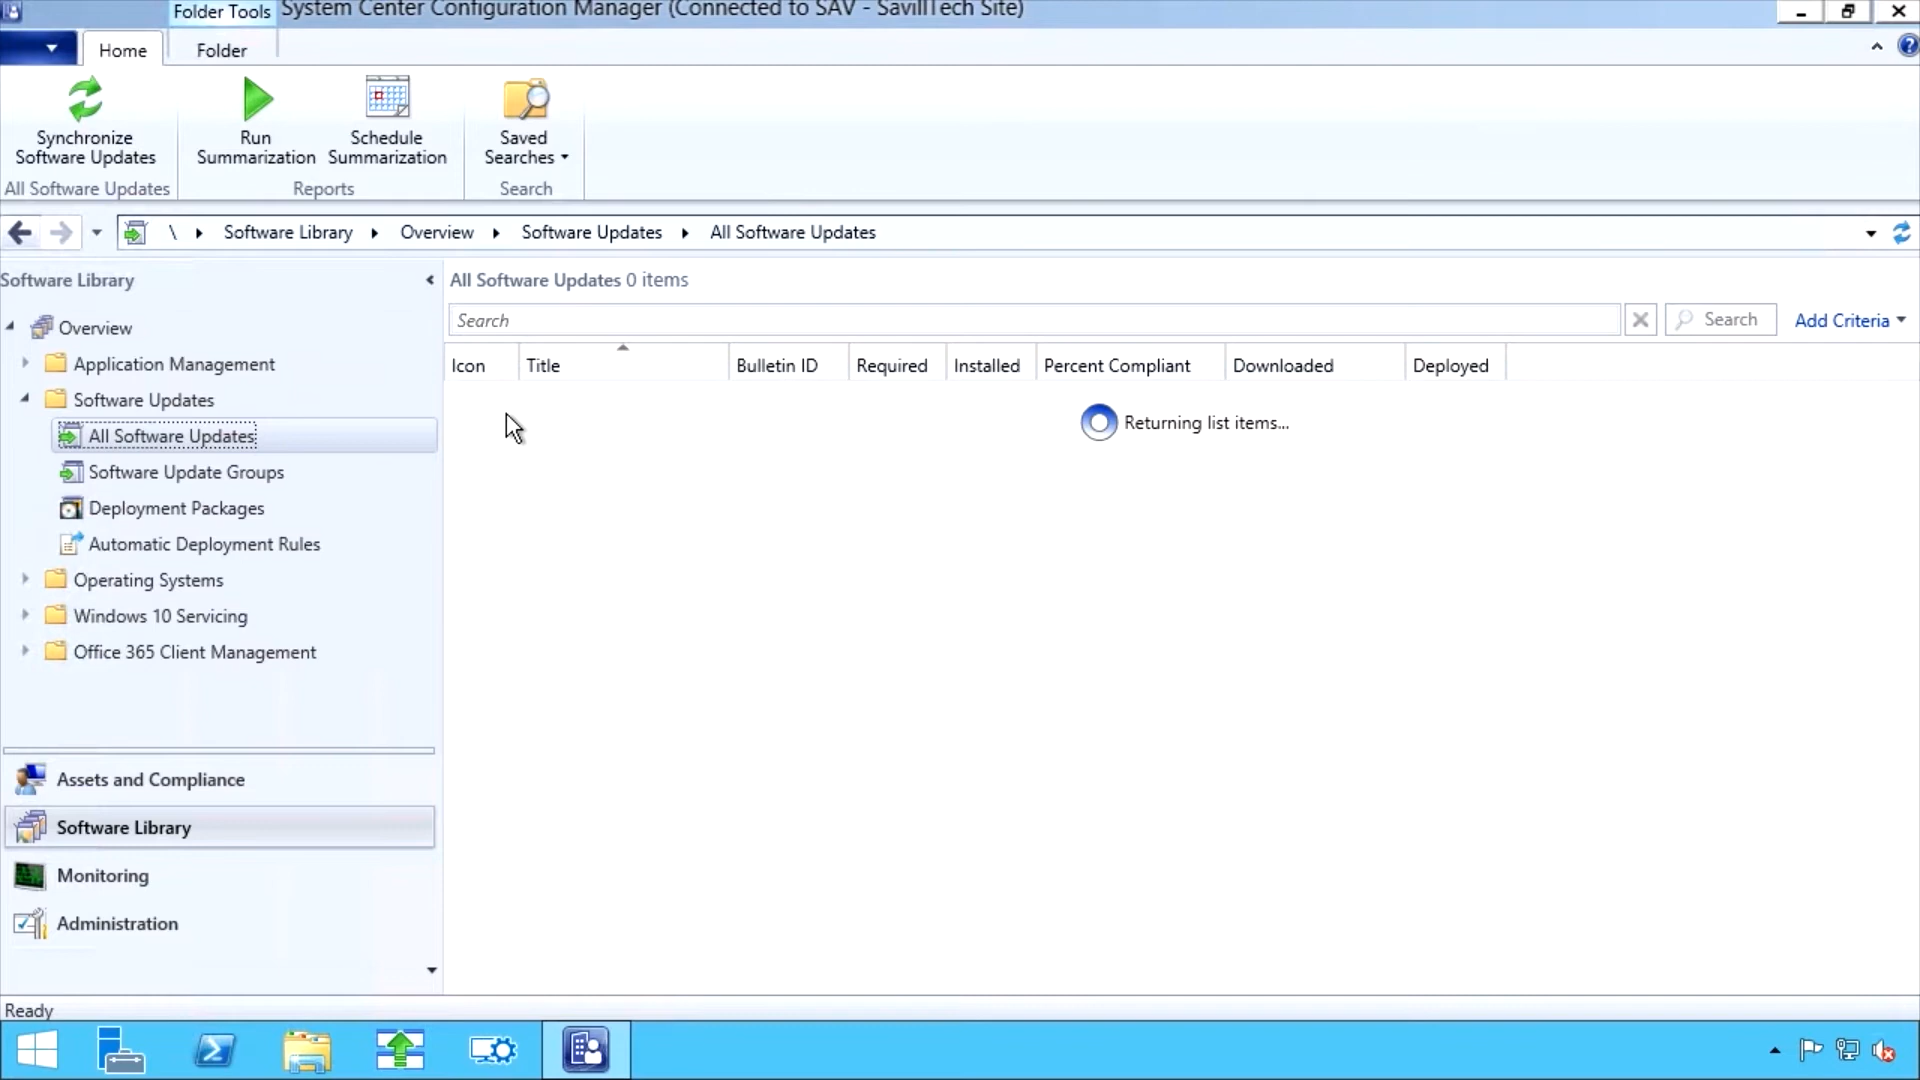 Folder Tools
System Center Configuration Manager (Connected to SAV - SavillTech Site)
Home
Folder
Synchronize
Software Updates
Run
Summarization
Schedule
Summarization
Saved
Searches
All Software Updates
Reports
Search
\ Software Library Overview Software Updates All Software Updates
Software Library
Overview
Application Management
Software Updates
All Software Updates
Software Update Groups
Deployment Packages
Automatic Deployment Rules
Operating Systems
Windows 10 Servicing
Office 365 Client Management
Assets and Compliance
Software Library
Monitoring
Administration
All Software Updates 0 items
Search
Search
Add Criteria
Icon Title Bulletin ID Required Installed Percent Compliant Downloaded Deployed
Returning list items...
Ready